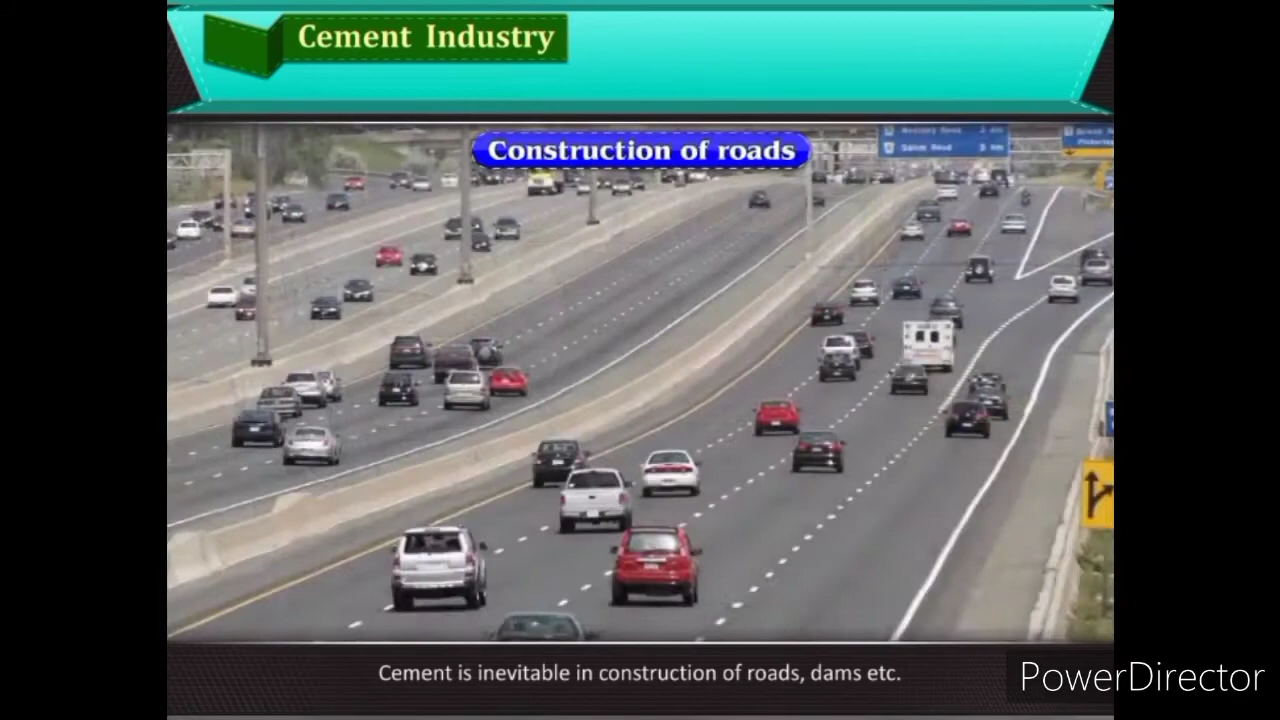 Cement Industry
Construction of roads
Cement is inevitable in construction of roads, dams etc.
PowerDirector